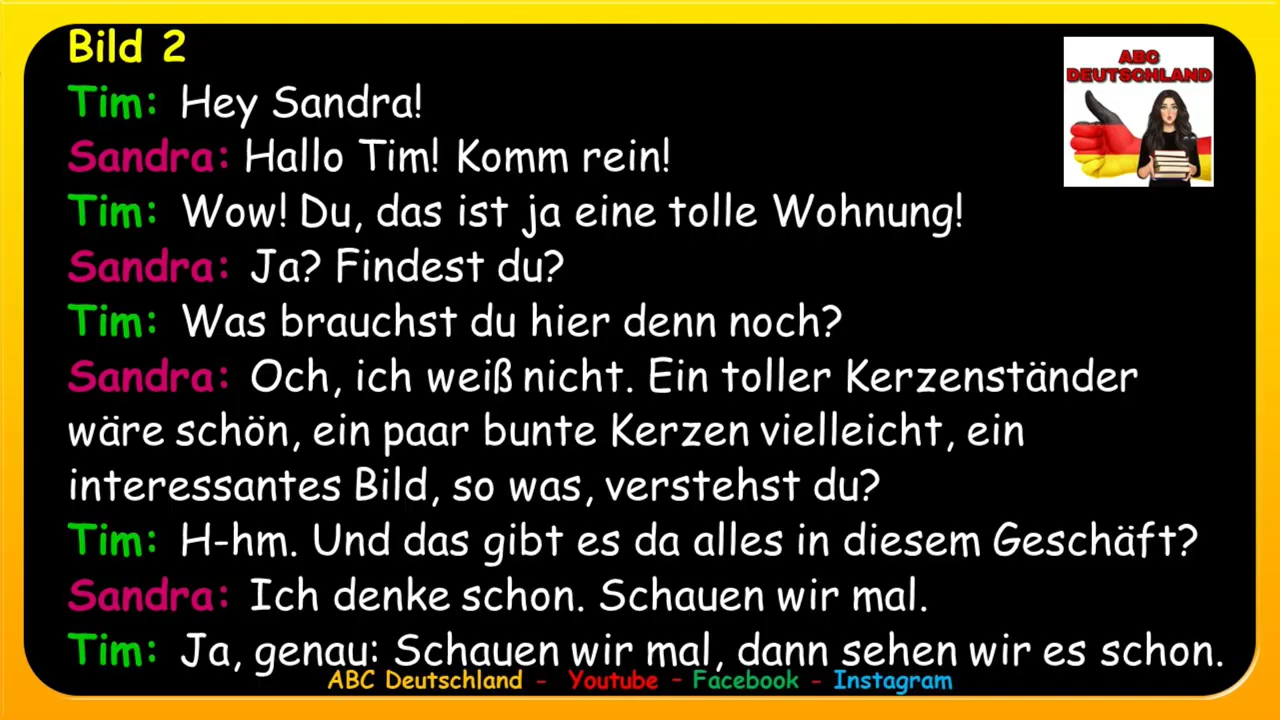 Bild 2
ABC
DEUTSCHLAND
Tim: Hey Sandra!
Sandra: Hallo Tim! Komm rein!
Tim: Wow! Du, das ist ja eine tolle Wohnung!
Sandra: Ja? Findest du?
Tim: Was brauchst du hier denn noch?
Sandra: Och, ich weiß nicht. Ein toller Kerzenständer
wäre schön, ein paar bunte Kerzen vielleicht, ein
interessantes Bild, so was, verstehst du?
Tim: H-hm. Und das gibt es da alles in diesem Geschäft?
Sandra: Ich denke schon. Schauen wir mal.
Tim: Ja, genau: Schauen wir mal, dann sehen wir es schon.
ABC Deutschland - Youtube - Facebook - Instagram